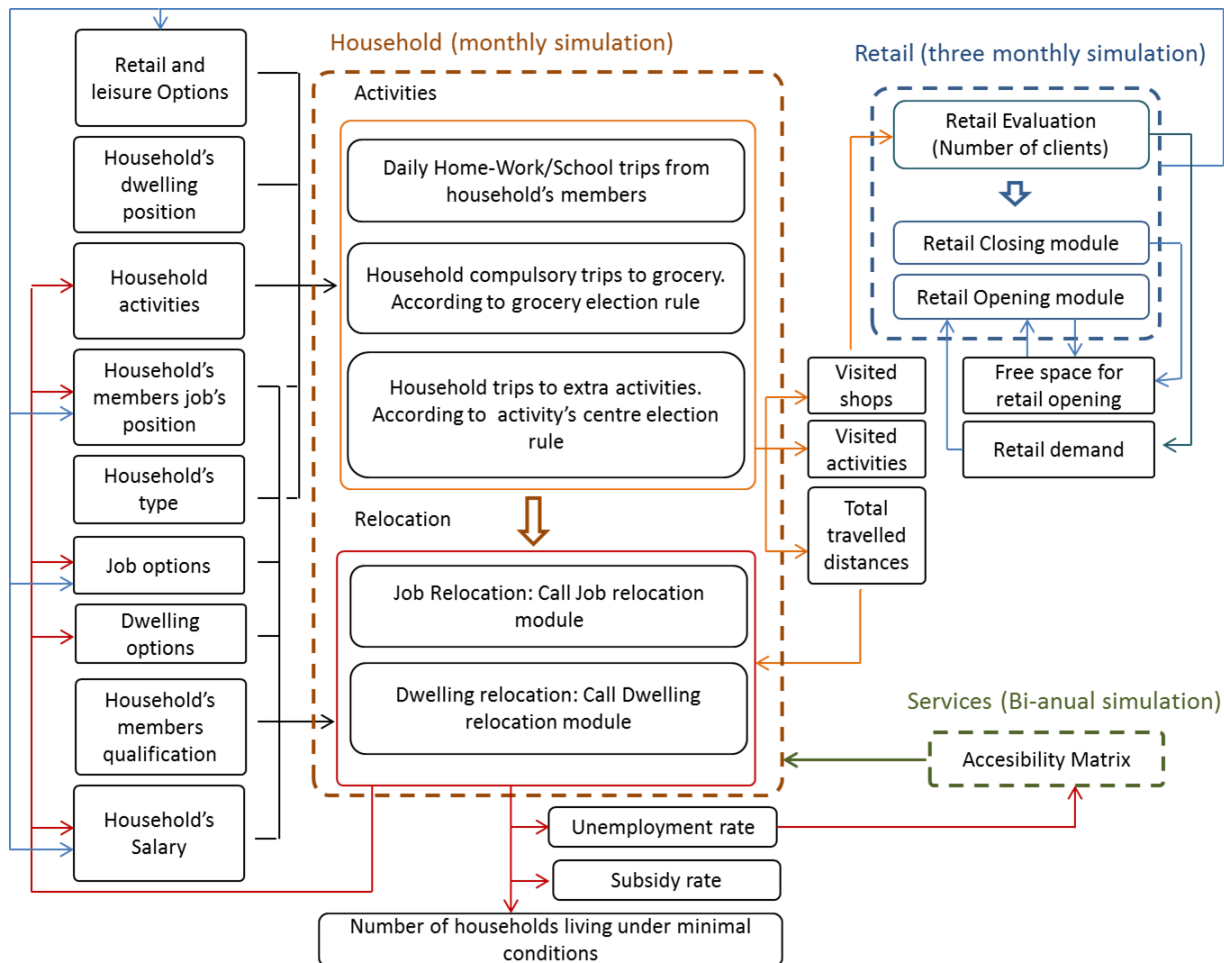 Household (monthly simulation)
Retail (three monthly simulation)
Retail and
leisure Options
Household's
dwelling
position
Household
activities
Household's
members job's
position
Household's
type
Job options
Dwelling
options
Household's
members
qualification
Household's
Salary
Activities
Daily Home-Work/School trips from
household's members
Household compulsory trips to grocery.
According to grocery election rule
Household trips to extra activities.
According to activity's centre election
rule
Relocation
Job Relocation: Call Job relocation
module
Dwelling relocation: Call Dwelling
relocation module
Retail Evaluation
(Number of clients)
Retail Closing module
Retail Opening module
Visited
shops
Visited
activities
Total
travelled
distances
Free space for
retail opening
Retail demand
Services (Bi-anual simulation)
Accesibility Matrix
Unemployment rate
Subsidy rate
Number of households living under minimal
conditions